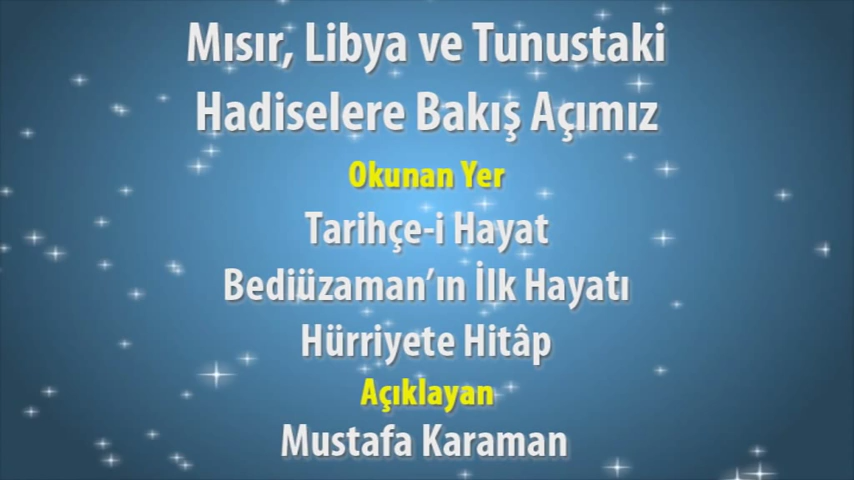 Mısır, Libya ve Tunustaki
Hadiselere Bakış Açımız
Okunan Yer
Tarihçe-i Hayat
Bediüzaman’ın İlk Hayatı
Hürriyete Hitâp
Açıklayan
Mustafa Karaman